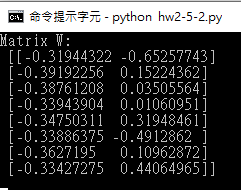 命令提示字元 - python hw2-5-2.py
Matrix W:
[[-0.31944322 -0.65257743]
[-0.39192256 0.15224362]
[-0.38761208 0.03505564]
[-0.33943904 0.01060951]
[-0.34750311 0.31948461]
[-0.33886375 -0.4912862 ]
[-0.3627195 0.10962872]
[-0.33427275 0.44064965]]